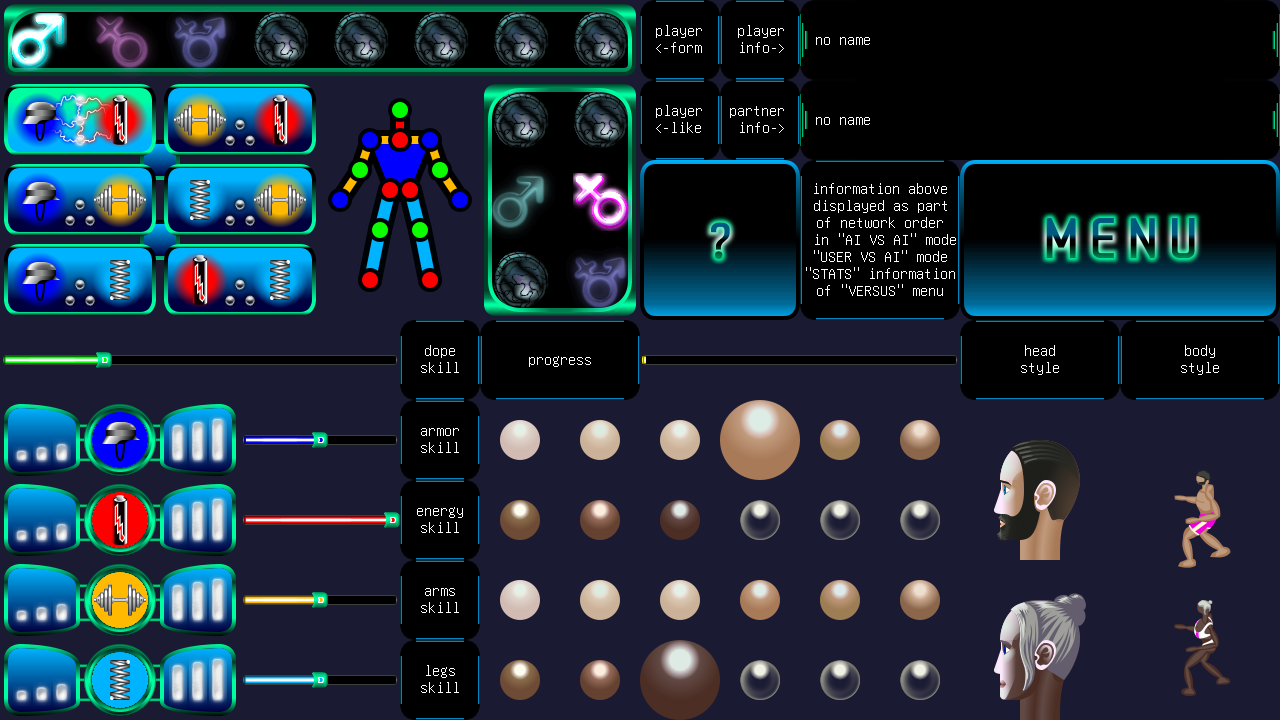 player
<-form
player
info->
no name
player
<-like
partner
info->
no name
?
information above
displayed as part
of network order
in "AI VS AI" mode
"USER VS AI" mode
"STATS" information
of "VERSUS" menu
MENU
D
dope
skill
progress
head
style
body
style
D
armor
skill
D
energy
skill
D
arms
skill
D
legs
skill